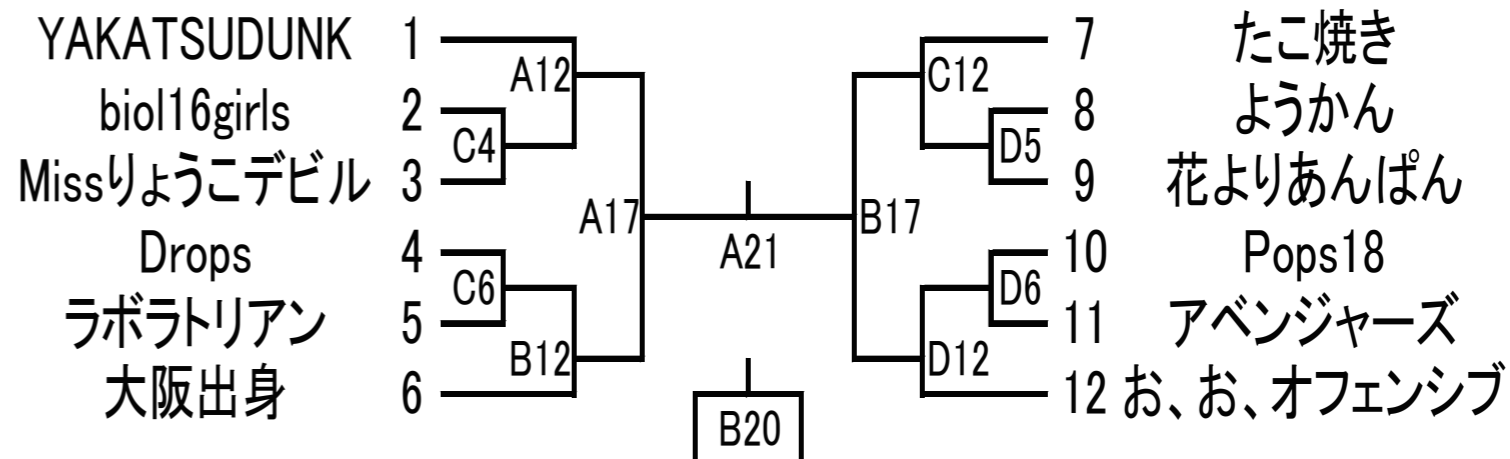 YAKATSUDUNK 1
biol16girls 2
Missりょうこデビル 3
Drops 4
ラボラトリアン 5
大阪出身 6
A12
C4
A17
C6
B12
A21
B20
C12
D5
B17
D6
D12
7 たこ焼き
8 ようかん
9 花よりあんぱん
10 Pops18
11 アベンジャーズ
12 お、お、オフェンシブ